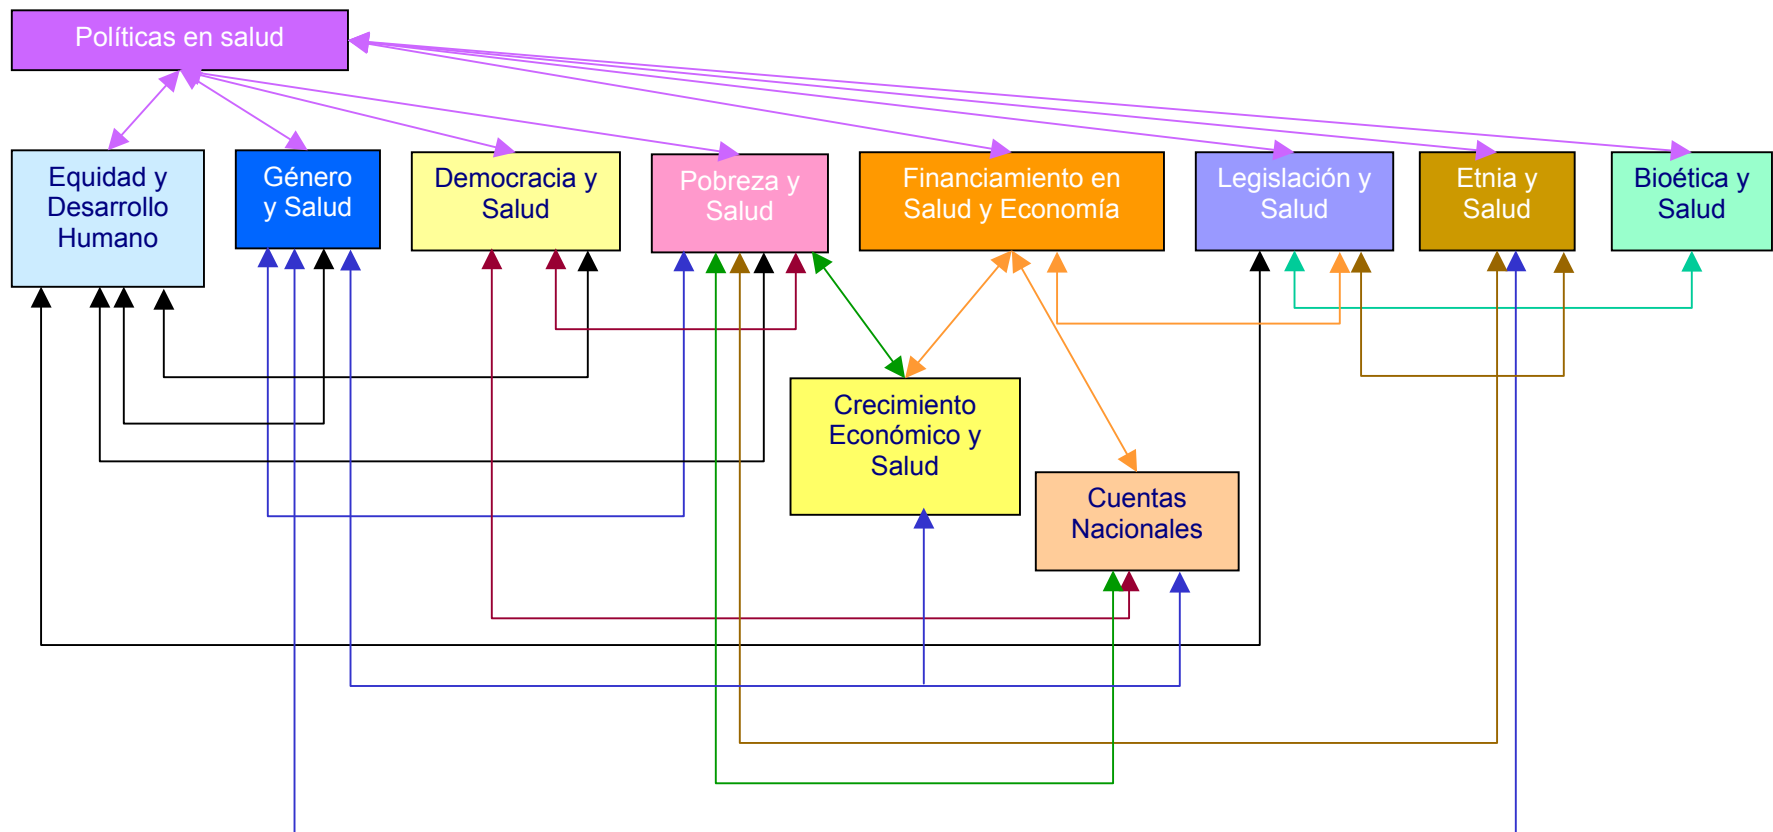 Políticas en salud
Equidad y
Desarrollo
Humano
Género
y Salud
Democracia y
Salud
Pobreza y
Salud
Financiamiento en
Salud y Economía
Legislación y
Salud
Etnia y
Salud
Bioética y
Salud
Crecimiento
Económico y
Salud
Cuentas
Nacionales